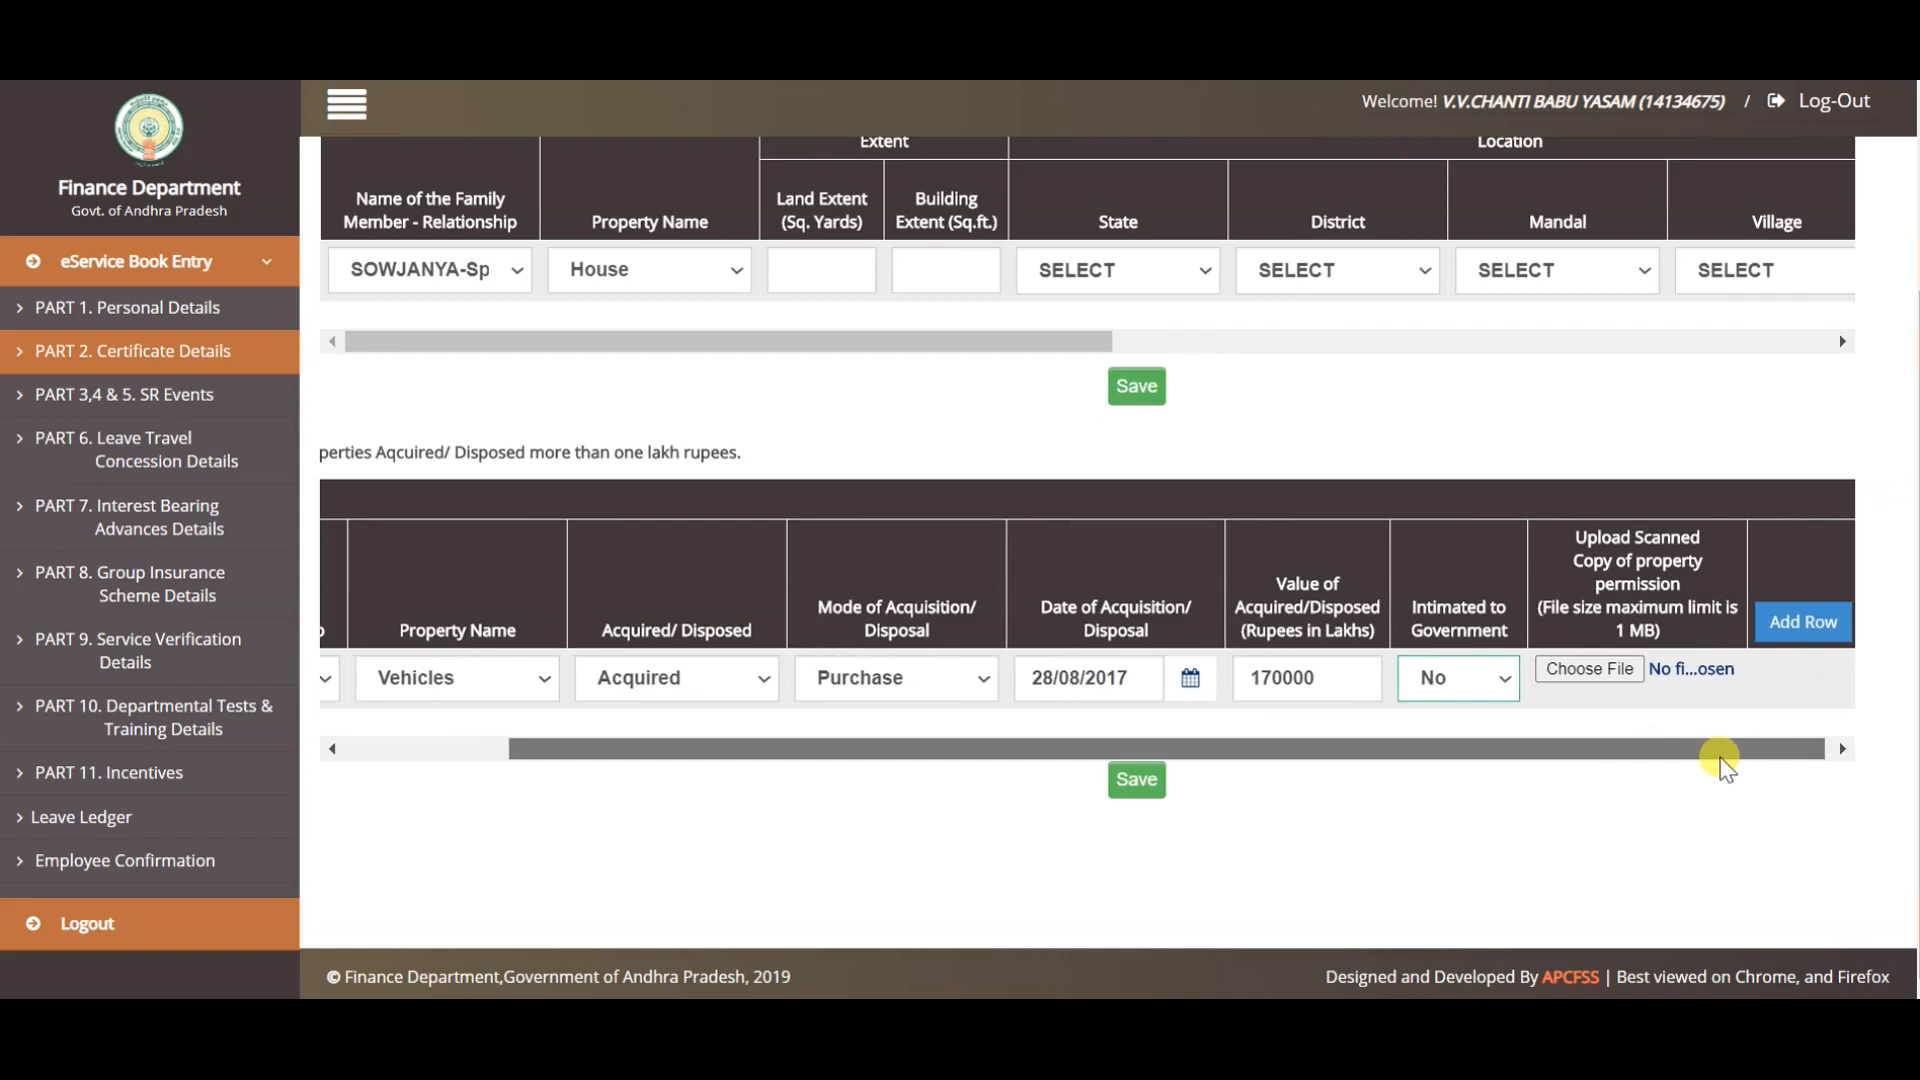 Finance Department
Govt. of Andhra Pradesh
eService Book Entry
PART 1. Personal Details
PART 2. Certificate Details
PART 3,4 & 5. SR Events
PART 6. Leave Travel
Concession Details
PART 7. Interest Bearing
Advances Details
PART 8. Group Insurance
Scheme Details
PART 9. Service Verification
Details
PART 10. Departmental Tests &
Training Details
PART 11. Incentives
Leave Ledger
Employee Confirmation
Logout
Welcome! V.V.CHANTI BABU YASAM (14134675) / Log-Out
Extent Location
Name of the Family
Member - Relationship
Property Name
Land Extent
(Sq. Yards)
Building
Extent (Sq.ft.)
State
District
Mandal
Village
SOWJANYA-Sp House SELECT SELECT SELECT SELECT
Save
perties Aqcuired/ Disposed more than one lakh rupees.
Property Name
Acquired/ Disposed
Mode of Acquisition/
Disposal
Date of Acquisition/
Disposal
Value of
Acquired/Disposed
(Rupees in Lakhs)
Intimated to
Government
Upload Scanned
Copy of property
permission
(File size maximum limit is
1 MB)
Add Row
Vehicles Acquired Purchase 28/08/2017 170000 No Choose File No fi...osen
Save
© Finance Department,Government of Andhra Pradesh, 2019
Designed and Developed By APCFSS | Best viewed on Chrome, and Firefox